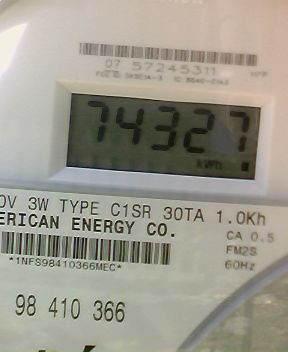 07 57245311
74327
kWh
0V 3W TYPE C1SR 30TA 1.0Kh
ERICAN ENERGY CO.
CA 0.5
FM2S
*1NFS98410366MEC*
60Hz
98 410 366